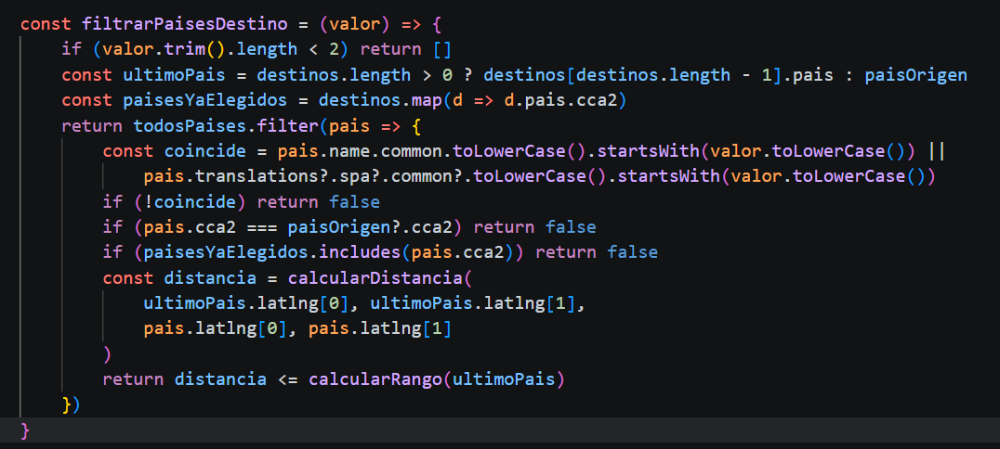 const filtrarPaisesDestino = (valor) => {
    if (valor.trim().length < 2) return []
    const ultimoPais = destinos.length > 0 ? destinos[destinos.length - 1].pais : paisOrigen
    const paisesYaElegidos = destinos.map(d => d.pais.cca2)
    return todosPaises.filter(pais => {
        const coincide = pais.name.common.toLowerCase().startsWith(valor.toLowerCase()) ||
            pais.translations?.spa?.common?.toLowerCase().startsWith(valor.toLowerCase())
        if (!coincide) return false
        if (pais.cca2 === paisOrigen?.cca2) return false
        if (paisesYaElegidos.includes(pais.cca2)) return false
        const distancia = calcularDistancia(
            ultimoPais.latlng[0], ultimoPais.latlng[1],
            pais.latlng[0], pais.latlng[1]
        )
        return distancia <= calcularRango(ultimoPais)
    })
}